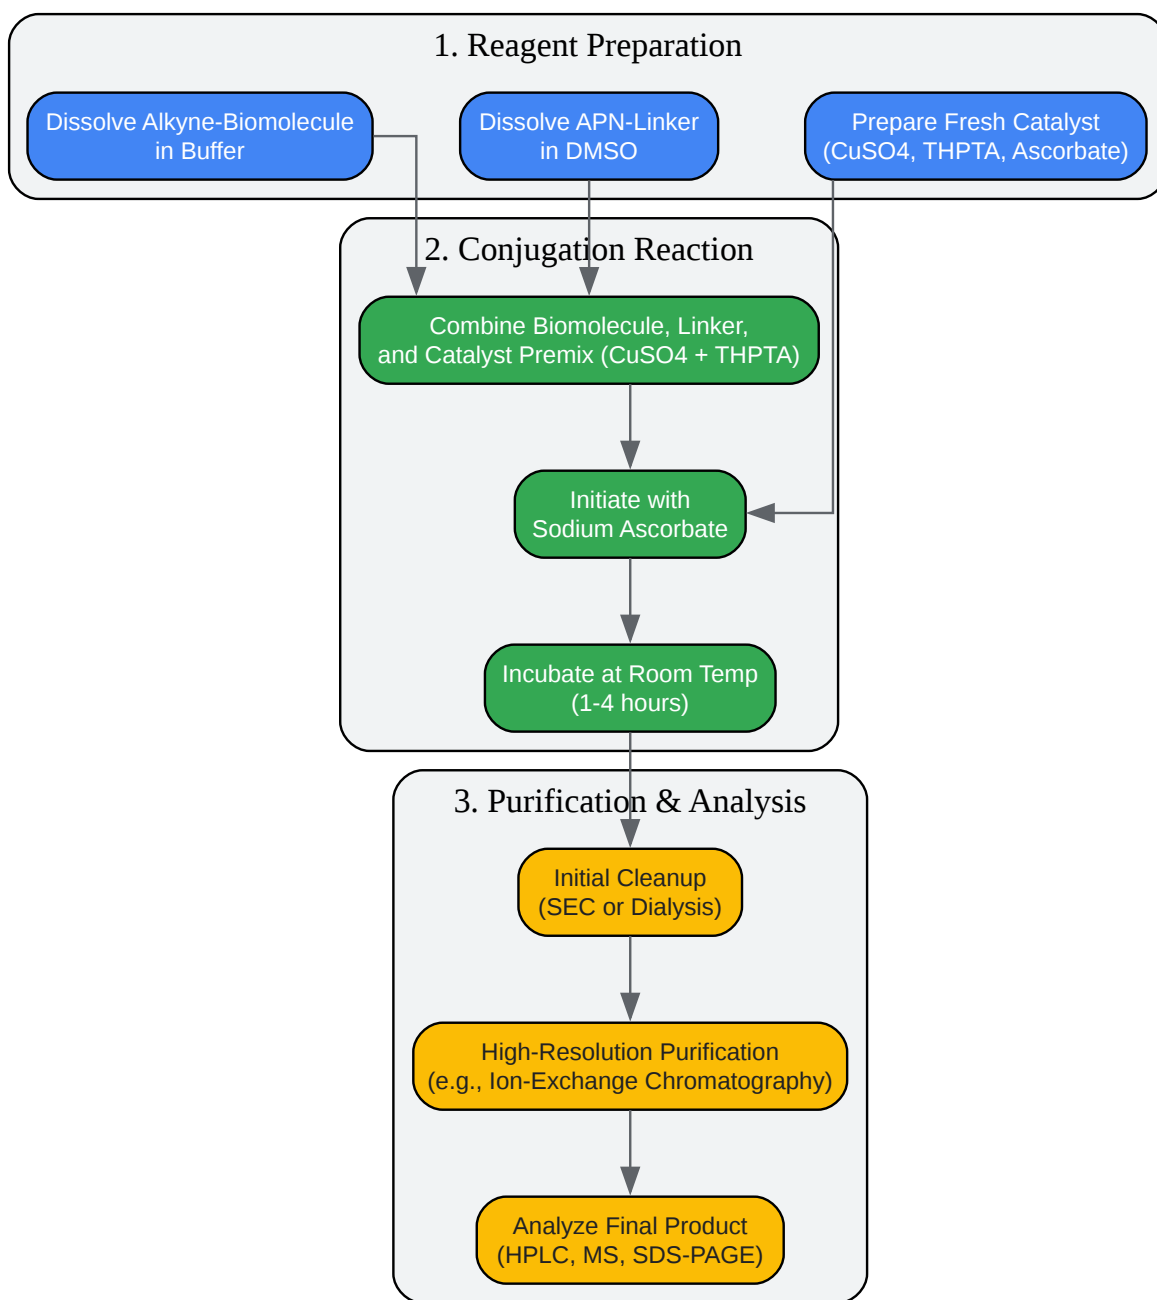 1. Reagent Preparation
Dissolve Alkyne-Biomolecule
in Buffer
Dissolve APN-Linker
in DMSO
Prepare Fresh Catalyst
(CuSO4, THPTA, Ascorbate)
2. Conjugation Reaction
Combine Biomolecule, Linker,
and Catalyst Premix (CuSO4 + THPTA)
Initiate with
Sodium Ascorbate
Incubate at Room Temp
(1-4 hours)
3. Purification & Analysis
Initial Cleanup
(SEC or Dialysis)
High-Resolution Purification
(e.g., Ion-Exchange Chromatography)
Analyze Final Product
(HPLC, MS, SDS-PAGE)